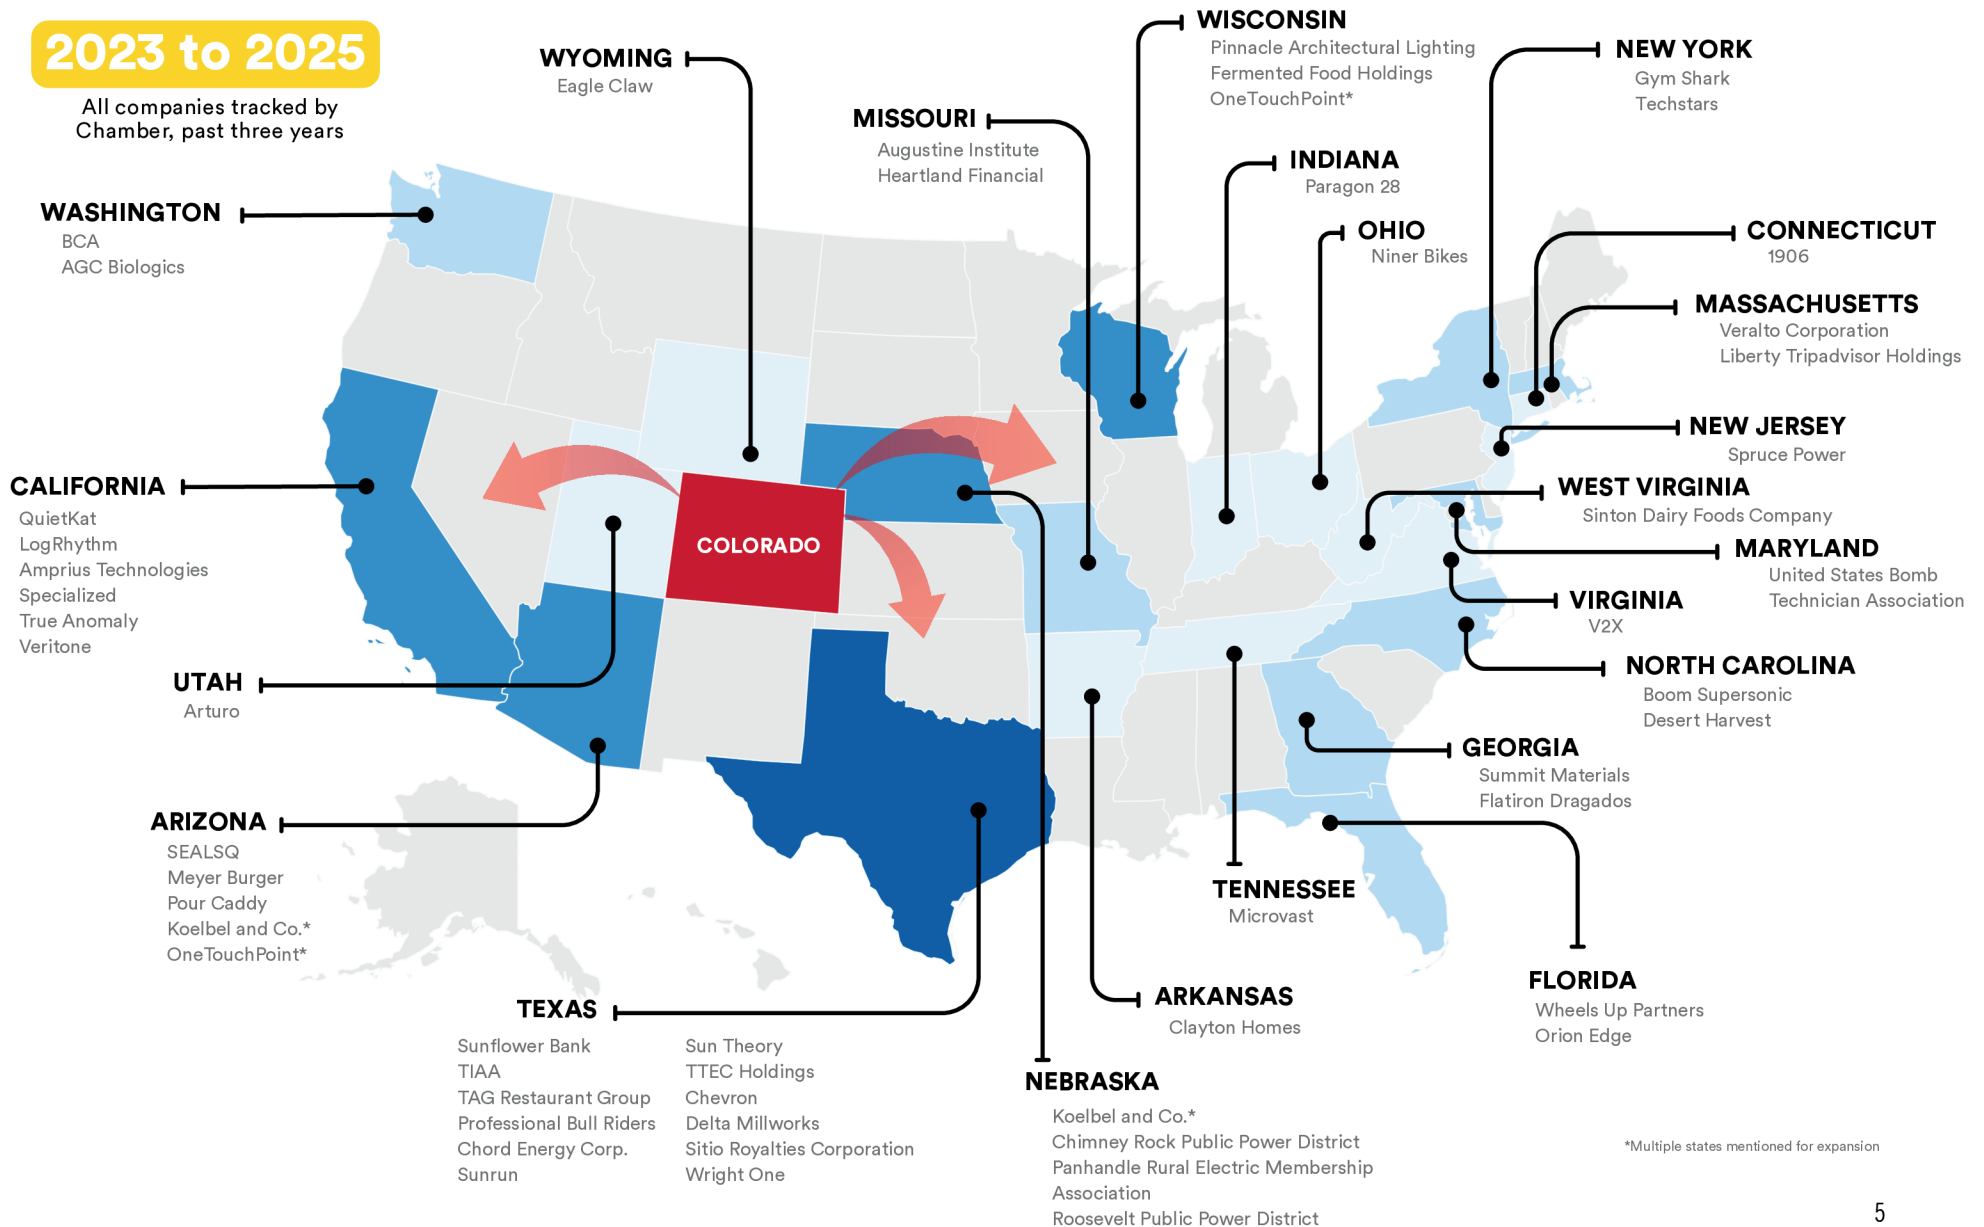 2023 to 2025
All companies tracked by
Chamber, past three years
WASHINGTON
BCA
AGC Biologics
WYOMING
Eagle Claw
MISSOURI
Augustine Institute
Heartland Financial
WISCONSIN
Pinnacle Architectural Lighting
Fermented Food Holdings
OneTouchPoint*
INDIANA
Paragon 28
OHIO
Niner Bikes
NEW YORK
Gym Shark
Techstars
CONNECTICUT
1906
MASSACHUSETTS
Veralto Corporation
Liberty Tripadvisor Holdings
NEW JERSEY
Spruce Power
WEST VIRGINIA
Sinton Dairy Foods Company
MARYLAND
United States Bomb
Technician Association
VIRGINIA
V2X
NORTH CAROLINA
Boom Supersonic
Desert Harvest
GEORGIA
Summit Materials
Flatiron Dragados
COLORADO
CALIFORNIA
QuietKat
LogRhythm
Amprius Technologies
Specialized
True Anomaly
Veritone
UTAH
Arturo
ARIZONA
SEALSQ
Meyer Burger
Pour Caddy
Koelbel and Co.*
OneTouchPoint*
TEXAS
Sunflower Bank
TIAA
TAG Restaurant Group
Professional Bull Riders
Chord Energy Corp.
Sunrun
Sun Theory
TTEC Holdings
Chevron
Delta Millworks
Sitio Royalties Corporation
Wright One
NEBRASKA
Koelbel and Co.*
Chimney Rock Public Power District
Panhandle Rural Electric Membership
Association
Roosevelt Public Power District
ARKANSAS
Clayton Homes
TENNESSEE
Microvast
FLORIDA
Wheels Up Partners
Orion Edge
*Multiple states mentioned for expansion
5